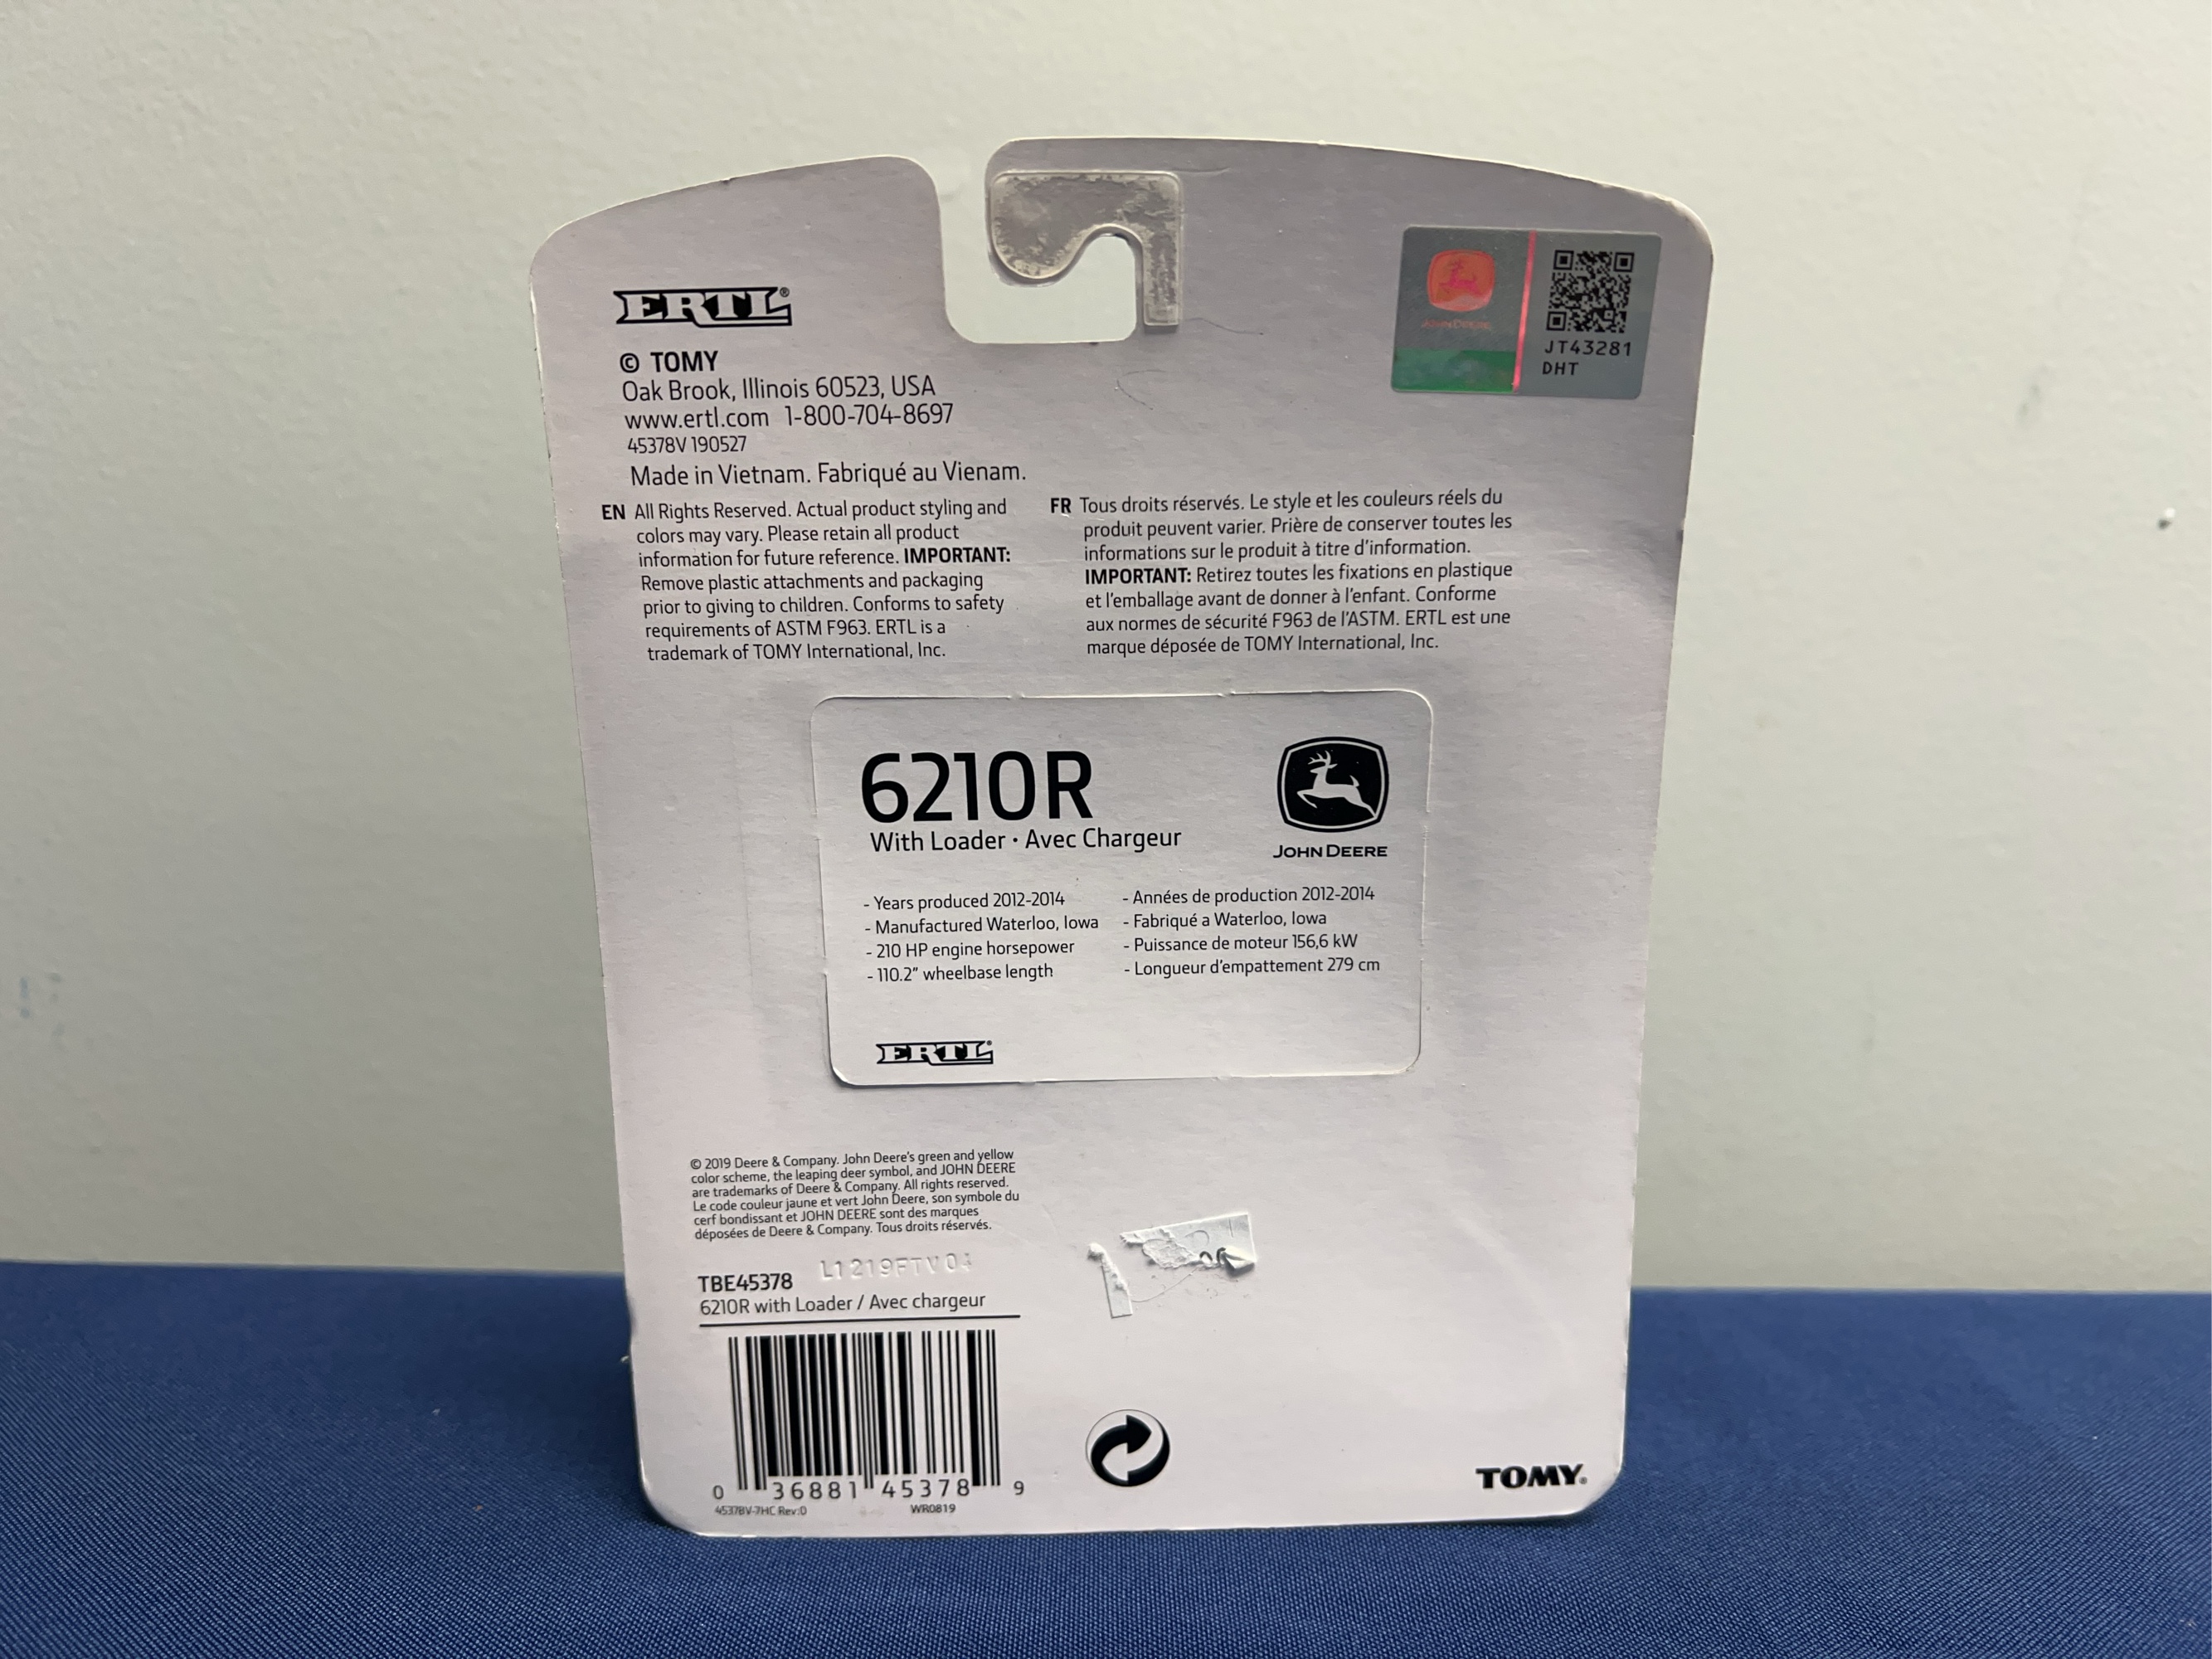 ERTL®
© TOMY
Oak Brook, Illinois 60523, USA
www.ertl.com 1-800-704-8697
45378V 190527
Made in Vietnam. Fabriqué au Vienam.
EN All Rights Reserved. Actual product styling and
colors may vary. Please retain all product
information for future reference. IMPORTANT:
Remove plastic attachments and packaging
prior to giving to children. Conforms to safety
requirements of ASTM F963. ERTL is a
trademark of TOMY International, Inc.
FR Tous droits réservés. Le style et les couleurs réels du
produit peuvent varier. Prière de conserver toutes les
informations sur le produit à titre d'information.
IMPORTANT: Retirez toutes les fixations en plastique
et l'emballage avant de donner à l'enfant. Conforme
aux normes de sécurité F963 de l'ASTM. ERTL est une
marque déposée de TOMY International, Inc.
JOHN DEERE
JT43281
DHT
6210R
With Loader • Avec Chargeur
JOHN DEERE
- Years produced 2012-2014
- Manufactured Waterloo, Iowa
- 210 HP engine horsepower
- 110.2” wheelbase length
- Années de production 2012-2014
- Fabriqué a Waterloo, Iowa
- Puissance de moteur 156,6 kW
- Longueur d'empattement 279 cm
ERTL®
© 2019 Deere & Company. John Deere's green and yellow
color scheme, the leaping deer symbol, and JOHN DEERE
are trademarks of Deere & Company. All rights reserved.
Le code couleur jaune et vert John Deere, son symbole du
cerf bondissant et JOHN DEERE sont des marques
déposées de Deere & Company. Tous droits réservés.
L1219FTV04
TBE45378
6210R with Loader / Avec chargeur
0 36881 45378 9
45378V-7HC Rev:0
WR0819
TOMY®